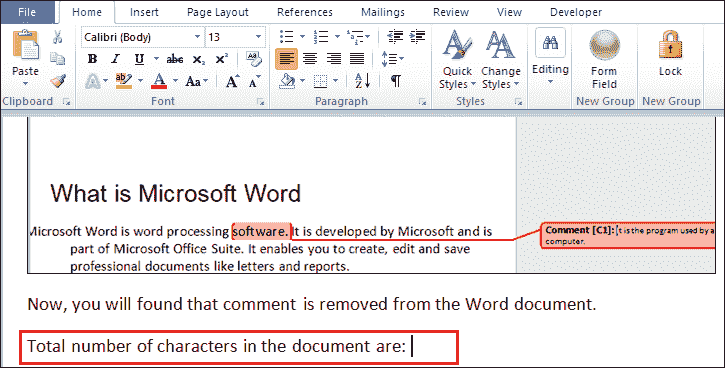 File Home Insert Page Layout References Mailings Review View Developer
Calibri (Body) 13
Paste B I U abc x₂ x² Quick Styles Change Styles Editing Form Field Lock
A ab A Aa A A
Clipboard Font Paragraph Styles New Group New Group
What is Microsoft Word
Microsoft Word is word processing software. It is developed by Microsoft and is
part of Microsoft Office Suite. It enables you to create, edit and save
professional documents like letters and reports.
Comment [C1]: It is the program used by a
computer.
Now, you will found that comment is removed from the Word document.
Total number of characters in the document are: